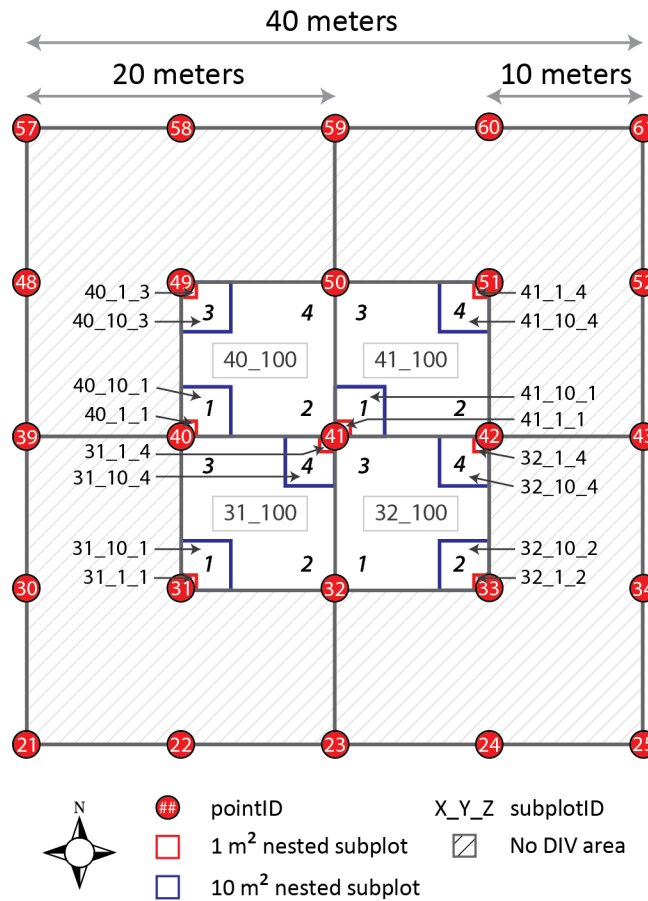 40 meters
20 meters 10 meters
57 58 59 60 61
48 49 50 51 52
40_1_3 41_1_4
40_10_3 3 4 3 4 41_10_4
40_100 41_100
40_10_1 41_10_1
40_1_1 1 2 1 2 41_1_1
39 40 41 42 43
31_1_4 32_1_4
31_10_4 3 4 3 4 32_10_4
31_100 32_100
31_10_1 32_10_2
31_1_1 1 2 1 2 32_1_2
30 31 32 33 34
21 22 23 24 25
N
## pointID X_Y_Z subplotID
1 m² nested subplot No DIV area
10 m² nested subplot